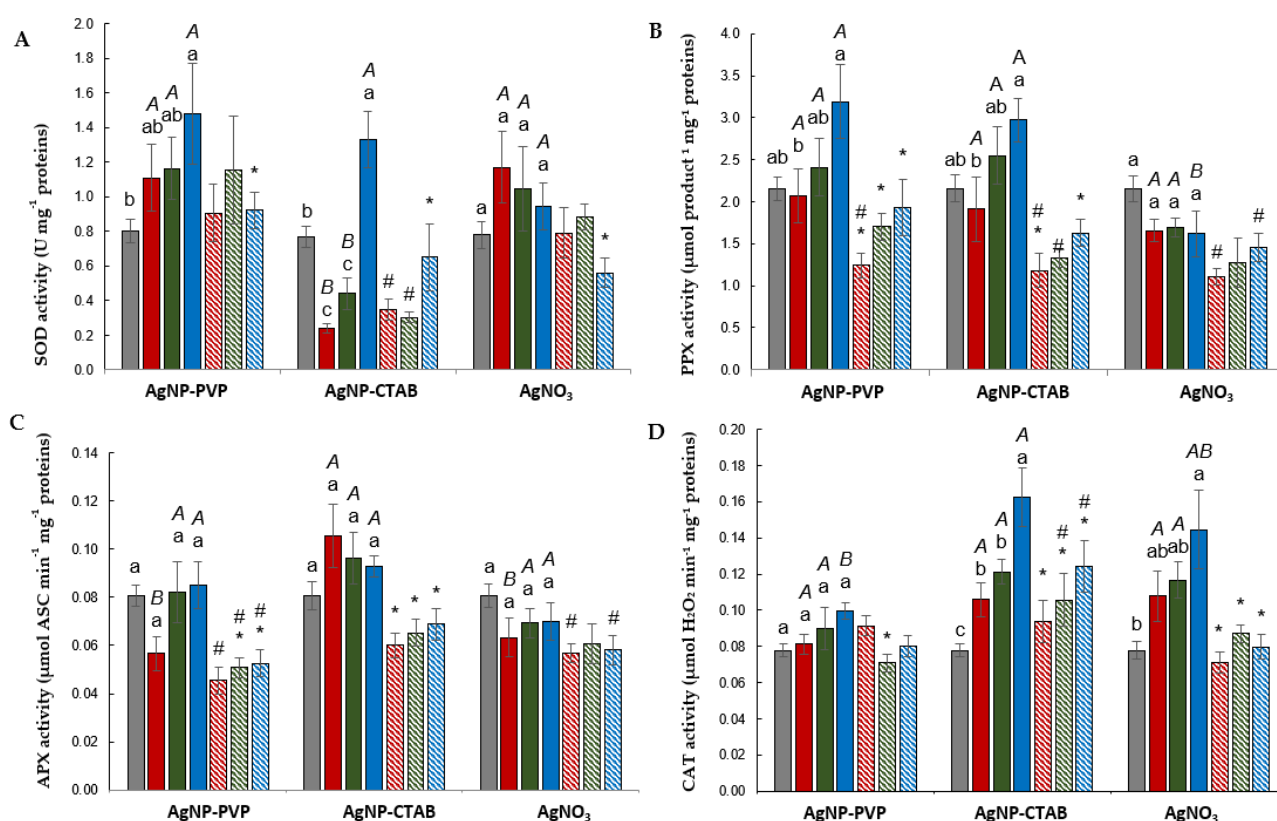 A
SOD activity (U mg⁻¹ proteins)
2.0
1.8
1.6
1.4
1.2
1.0
0.8
0.6
0.4
0.2
0.0
b
A
ab
A
ab
A
a
*
b
B
c
B
c
A
a
#
#
*
a
A
a
A
a
A
a
*
AgNP-PVP AgNP-CTAB AgNO₃
B
PPX activity (μmol product ¹ mg⁻¹ proteins)
4.0
3.5
3.0
2.5
2.0
1.5
1.0
0.5
0.0
ab
A
b
A
ab
A
a
#
*
*
*
ab
A
b
A
ab
A
a
#
*
#
*
a
A
a
A
a
B
a
#
#
AgNP-PVP AgNP-CTAB AgNO₃
C
APX activity (μmol ASC min⁻¹ mg⁻¹ proteins)
0.14
0.12
0.10
0.08
0.06
0.04
0.02
0.00
a
B
a
A
a
A
a
#
#
*
#
*
a
A
a
A
a
A
a
*
*
*
a
B
a
A
a
A
a
#
#
AgNP-PVP AgNP-CTAB AgNO₃
D
CAT activity (μmol H₂O₂ min⁻¹ mg⁻¹ proteins)
0.20
0.18
0.16
0.14
0.12
0.10
0.08
0.06
0.04
0.02
0.00
a
A
a
A
a
B
a
*
c
A
b
A
b
A
a
*
#
*
#
*
b
A
ab
A
ab
AB
a
*
*
*
AgNP-PVP AgNP-CTAB AgNO₃